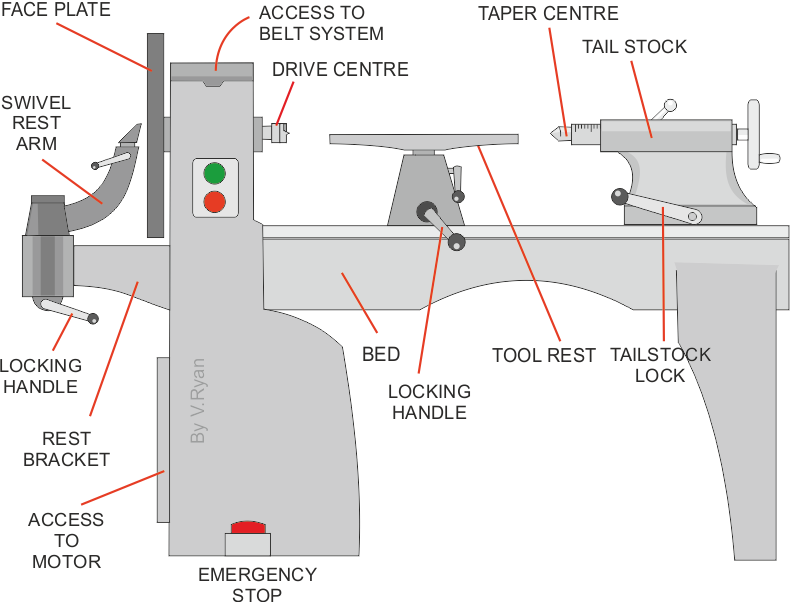 FACE PLATE
ACCESS TO
BELT SYSTEM
DRIVE CENTRE
TAPER CENTRE
TAIL STOCK
SWIVEL
REST
ARM
LOCKING
HANDLE
REST
BRACKET
ACCESS
TO
MOTOR
By V.Ryan
EMERGENCY
STOP
BED
LOCKING
HANDLE
TOOL REST
TAILSTOCK
LOCK